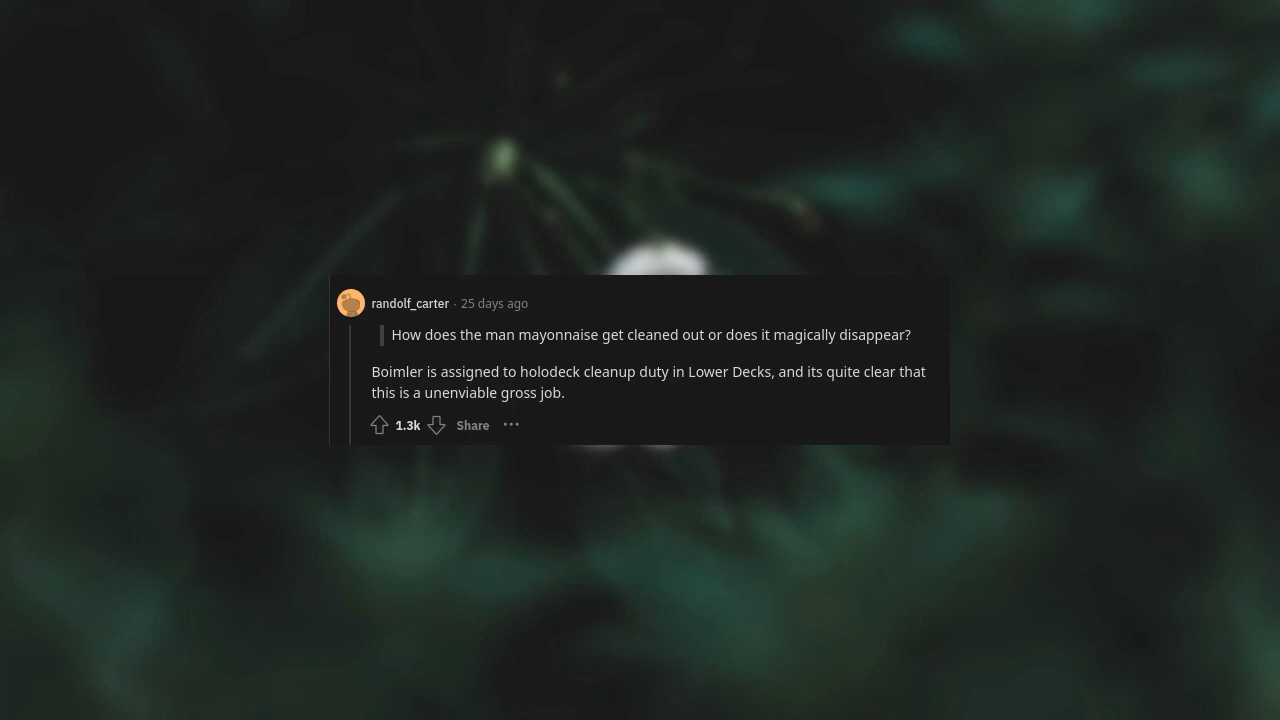 randolf_carter · 25 days ago
How does the man mayonnaise get cleaned out or does it magically disappear?
Boimler is assigned to holodeck cleanup duty in Lower Decks, and its quite clear that
this is a unenviable gross job.
1.3k Share ···